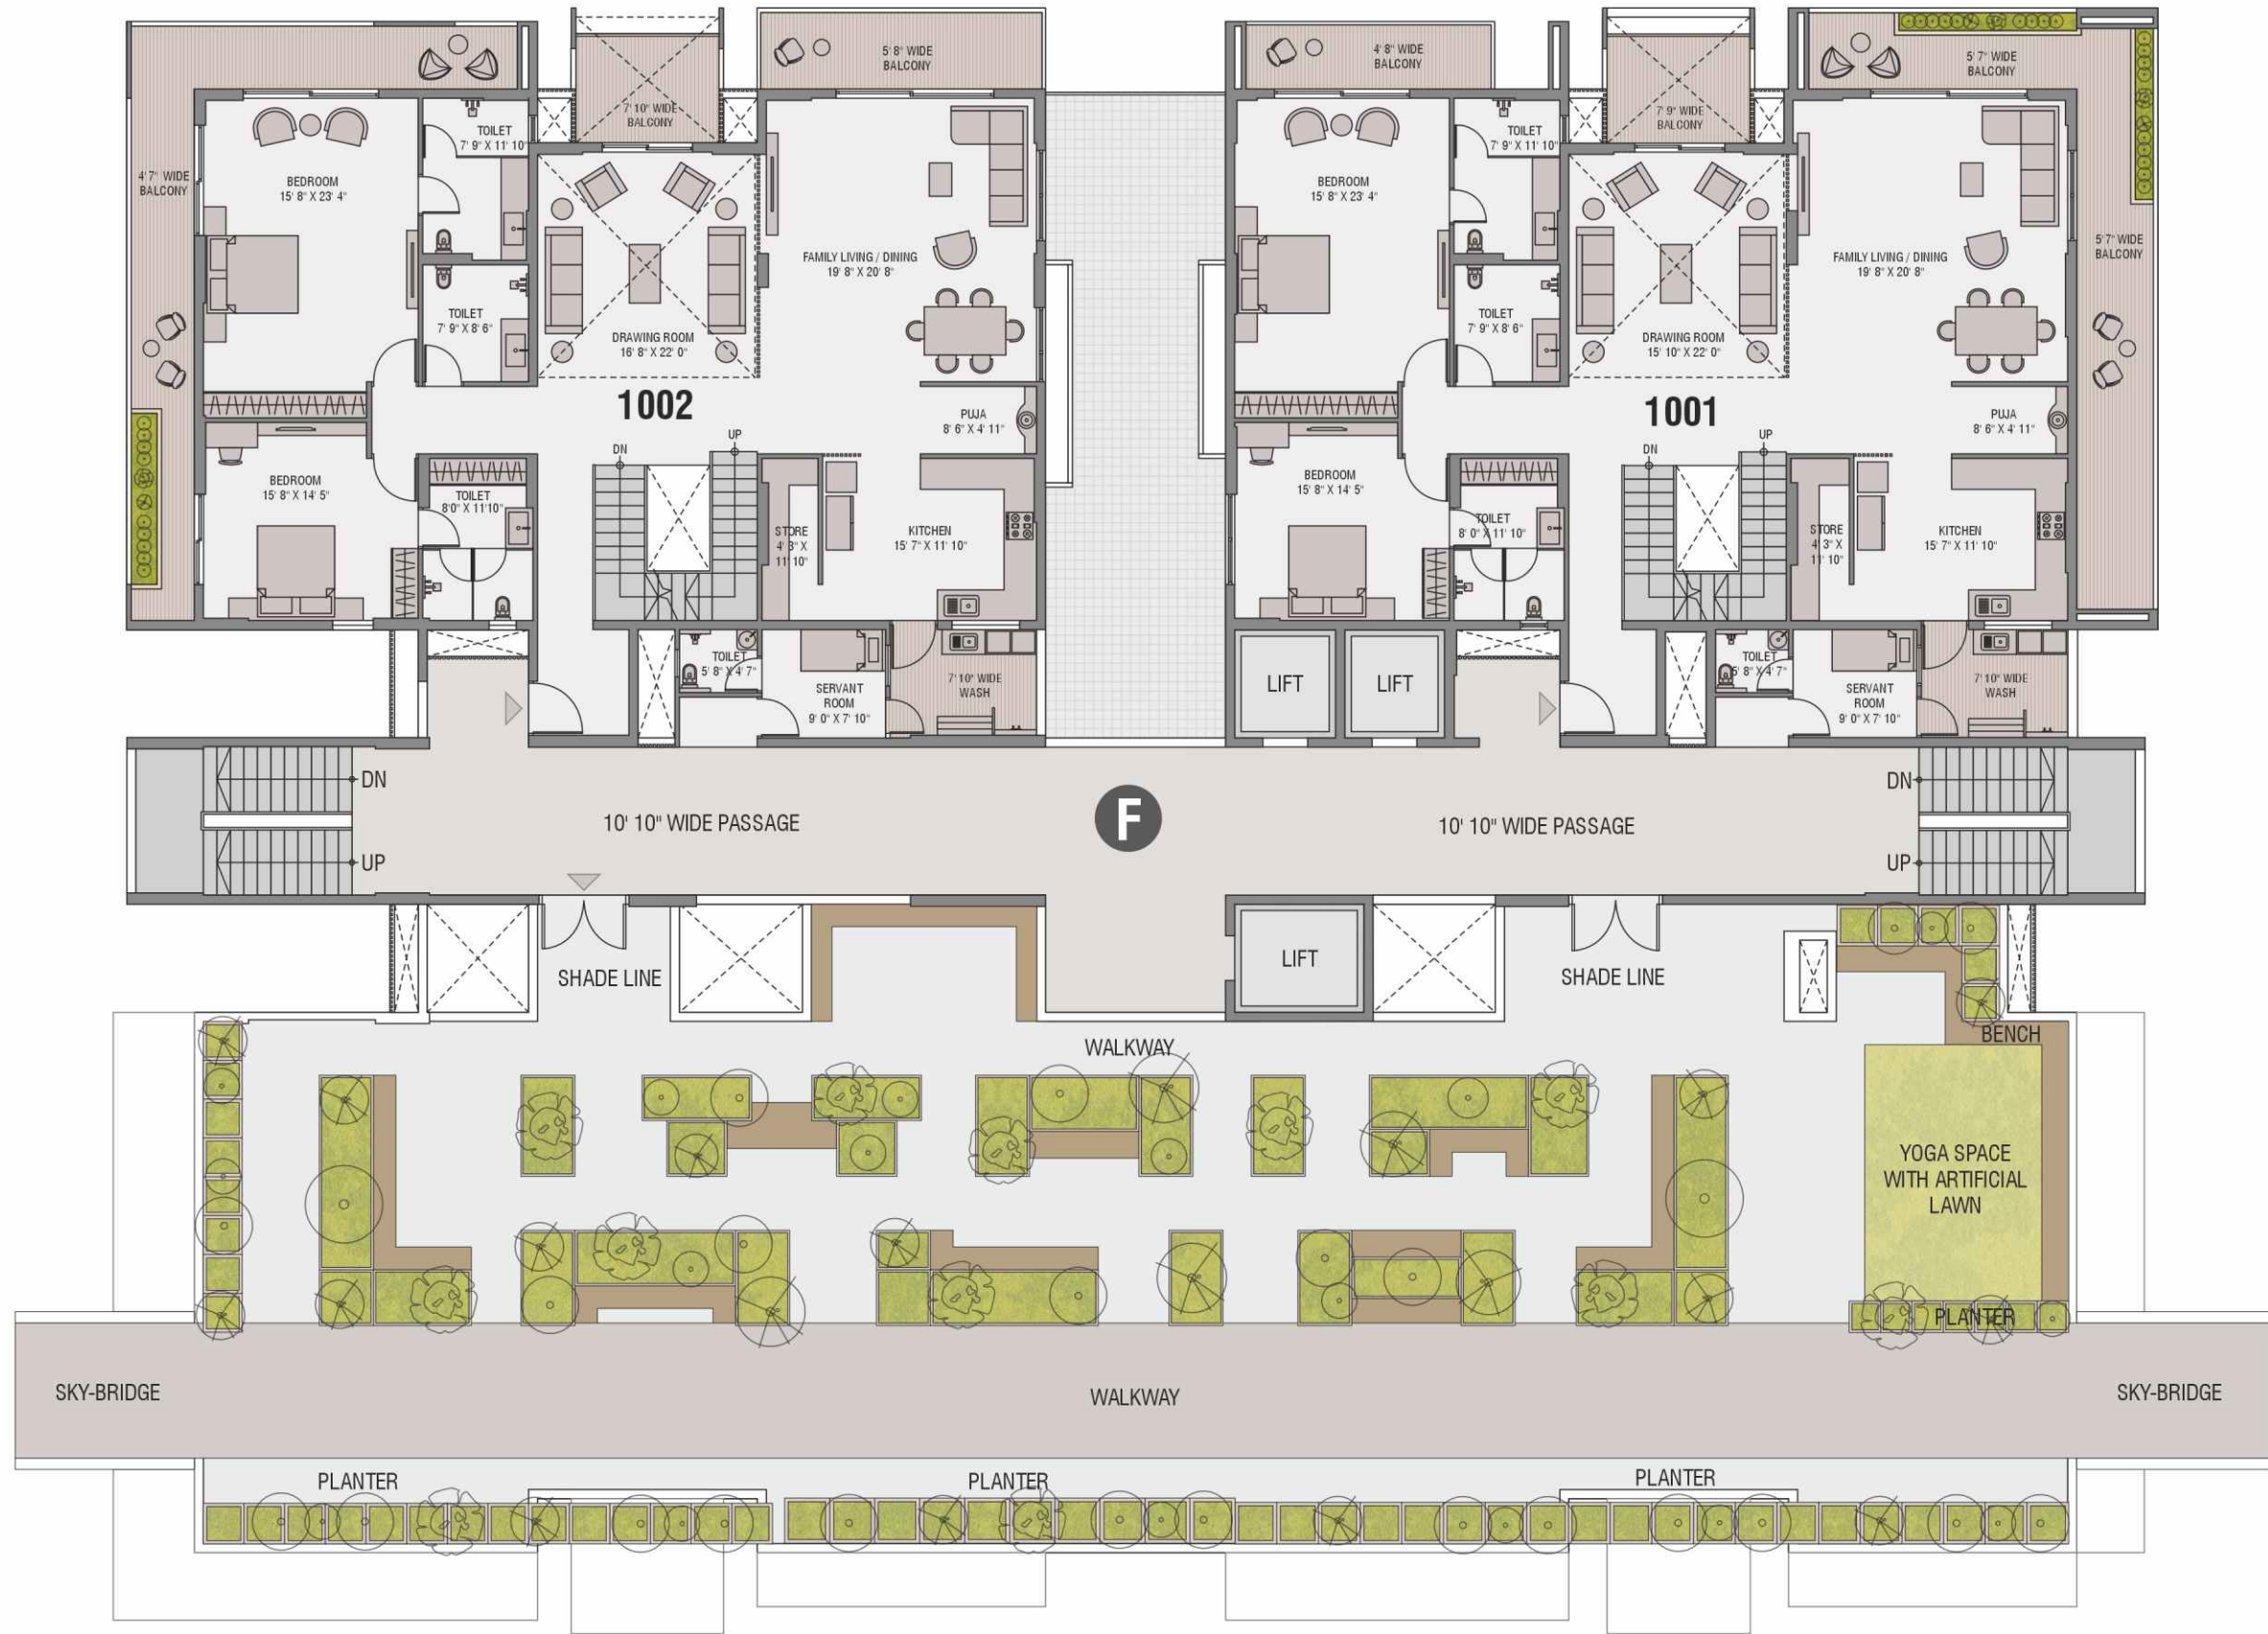 5' 8" WIDE
BALCONY
4' 8" WIDE
BALCONY
5' 7" WIDE
BALCONY
7' 10" WIDE
BALCONY
7' 9" WIDE
BALCONY
4' 7" WIDE
BALCONY
BEDROOM
15' 8" X 23' 4"
TOILET
7' 9" X 11' 10"
TOILET
7' 9" X 8' 6"
DRAWING ROOM
16' 8" X 22' 0"
FAMILY LIVING / DINING
19' 8" X 20' 8"
1002
PUJA
8' 6" X 4' 11"
DN
UP
BEDROOM
15' 8" X 14' 5"
TOILET
8'0" X 11'10"
STORE
4' 3" X
11' 10"
KITCHEN
15' 7" X 11' 10"
TOILET
5' 8" X 4' 7"
SERVANT
ROOM
9' 0" X 7' 10"
7' 10" WIDE
WASH
BEDROOM
15' 8" X 23' 4"
TOILET
7' 9" X 11' 10"
TOILET
7' 9" X 8' 6"
DRAWING ROOM
15' 10" X 22' 0"
FAMILY LIVING / DINING
19' 8" X 20' 8"
5' 7" WIDE
BALCONY
1001
PUJA
8' 6" X 4' 11"
DN
UP
BEDROOM
15' 8" X 14' 5"
TOILET
8' 0" X 11' 10"
STORE
4' 3" X
11' 10"
KITCHEN
15' 7" X 11' 10"
LIFT
LIFT
TOILET
5' 8" X 4' 7"
SERVANT
ROOM
9' 0" X 7' 10"
7' 10" WIDE
WASH
DN
UP
10' 10" WIDE PASSAGE
F
10' 10" WIDE PASSAGE
DN
UP
SHADE LINE
LIFT
SHADE LINE
WALKWAY
BENCH
YOGA SPACE
WITH ARTIFICIAL
LAWN
PLANTER
SKY-BRIDGE
WALKWAY
SKY-BRIDGE
PLANTER
PLANTER
PLANTER